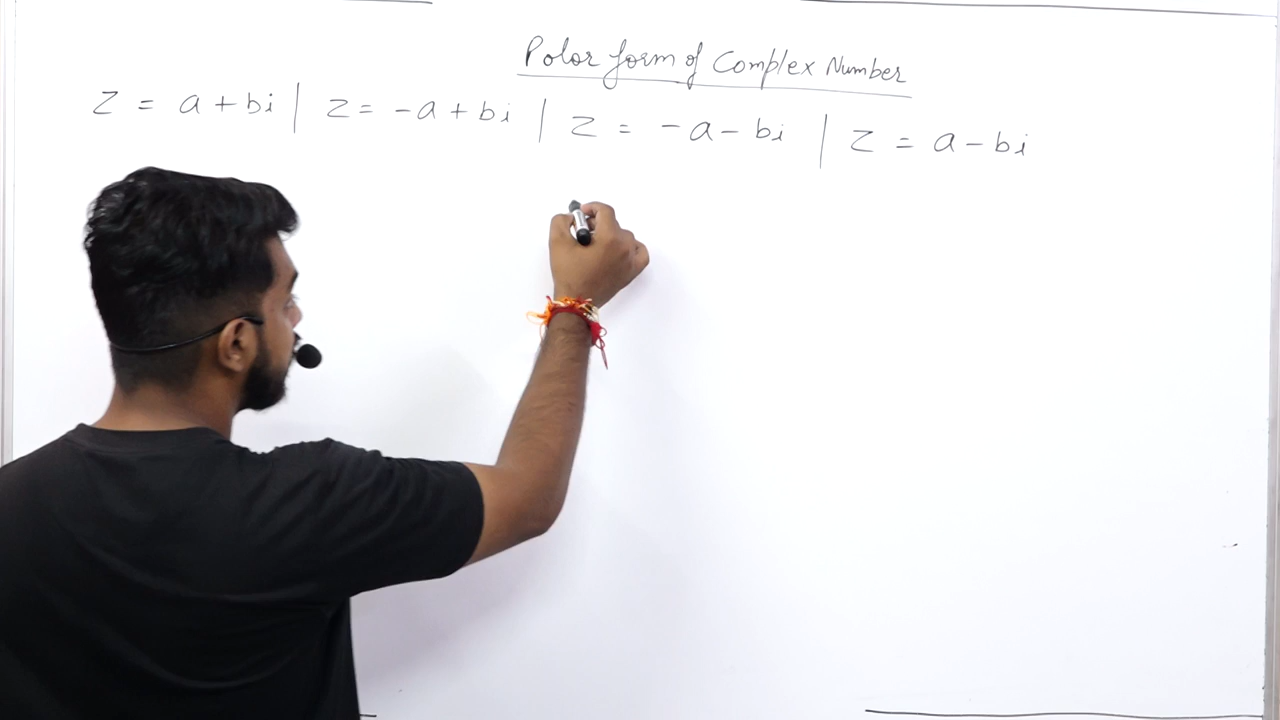 Polar form of Complex Number
z = a + bi | z = -a + bi | z = -a - bi | z = a - bi